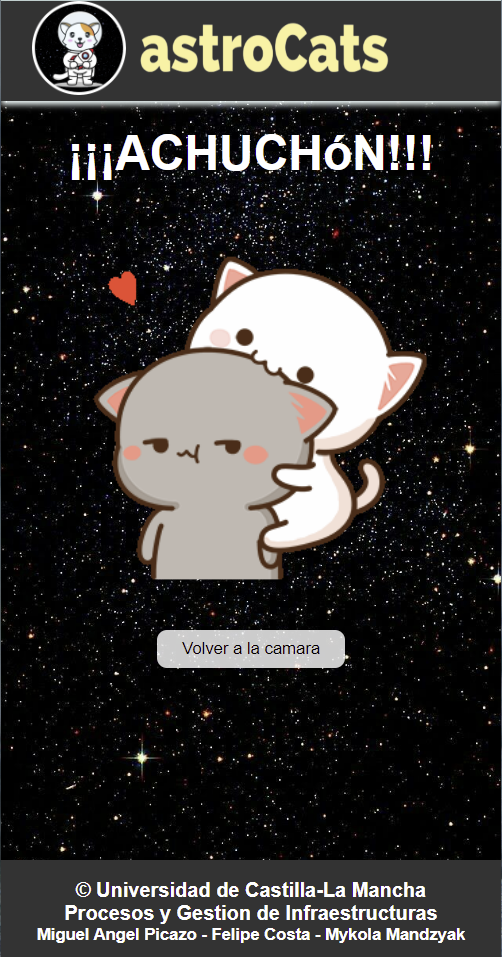 astroCats
¡¡¡ACHUCHóN!!!
Volver a la camara
© Universidad de Castilla-La Mancha
Procesos y Gestion de Infraestructuras
Miguel Angel Picazo - Felipe Costa - Mykola Mandzyak